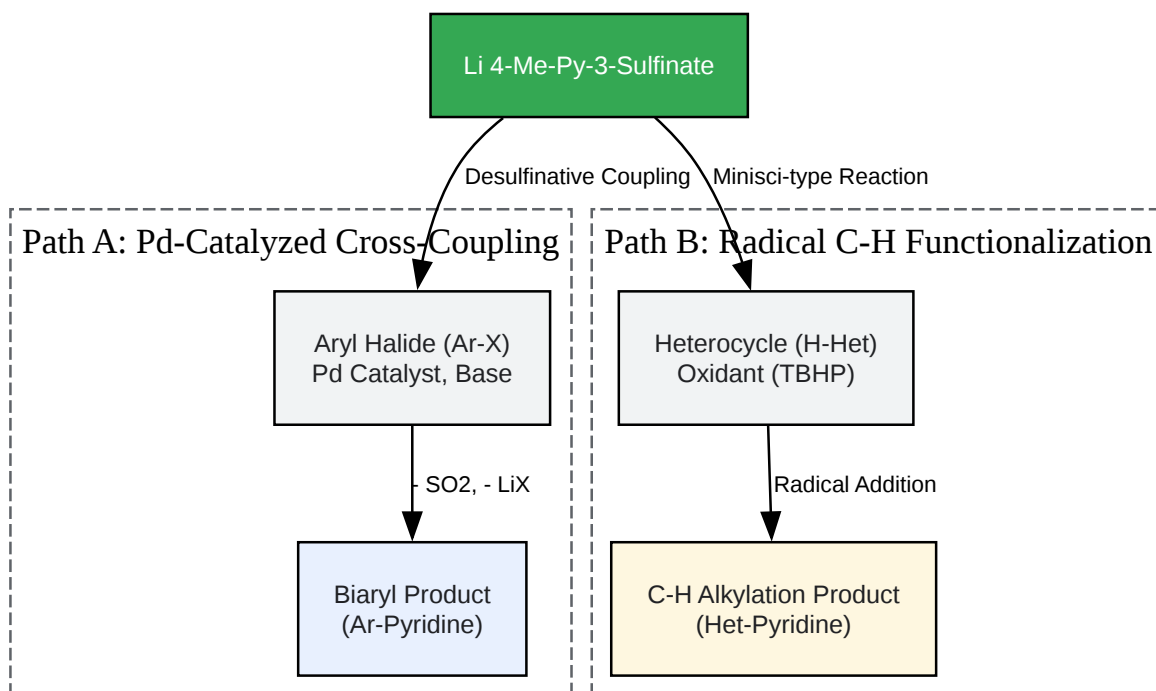 Li 4-Me-Py-3-Sulfinate
Desulfinative Coupling
Minisci-type Reaction
Path A: Pd-Catalyzed Cross-Coupling
Path B: Radical C-H Functionalization
Aryl Halide (Ar-X)
Pd Catalyst, Base
Heterocycle (H-Het)
Oxidant (TBHP)
- SO2, - LiX
Radical Addition
Biaryl Product
(Ar-Pyridine)
C-H Alkylation Product
(Het-Pyridine)